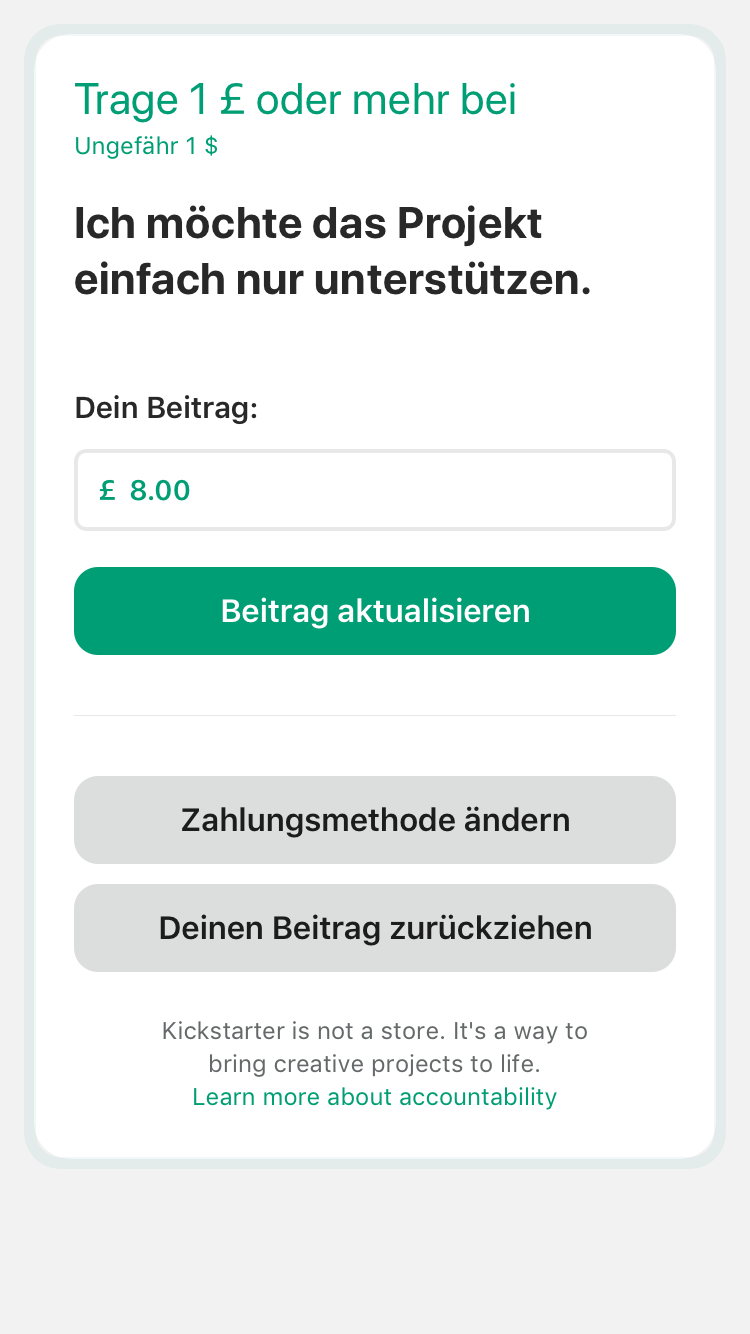 Trage 1 £ oder mehr bei
Ungefähr 1 $
Ich möchte das Projekt
einfach nur unterstützen.
Dein Beitrag:
£ 8.00
Beitrag aktualisieren
Zahlungsmethode ändern
Deinen Beitrag zurückziehen
Kickstarter is not a store. It's a way to
bring creative projects to life.
Learn more about accountability